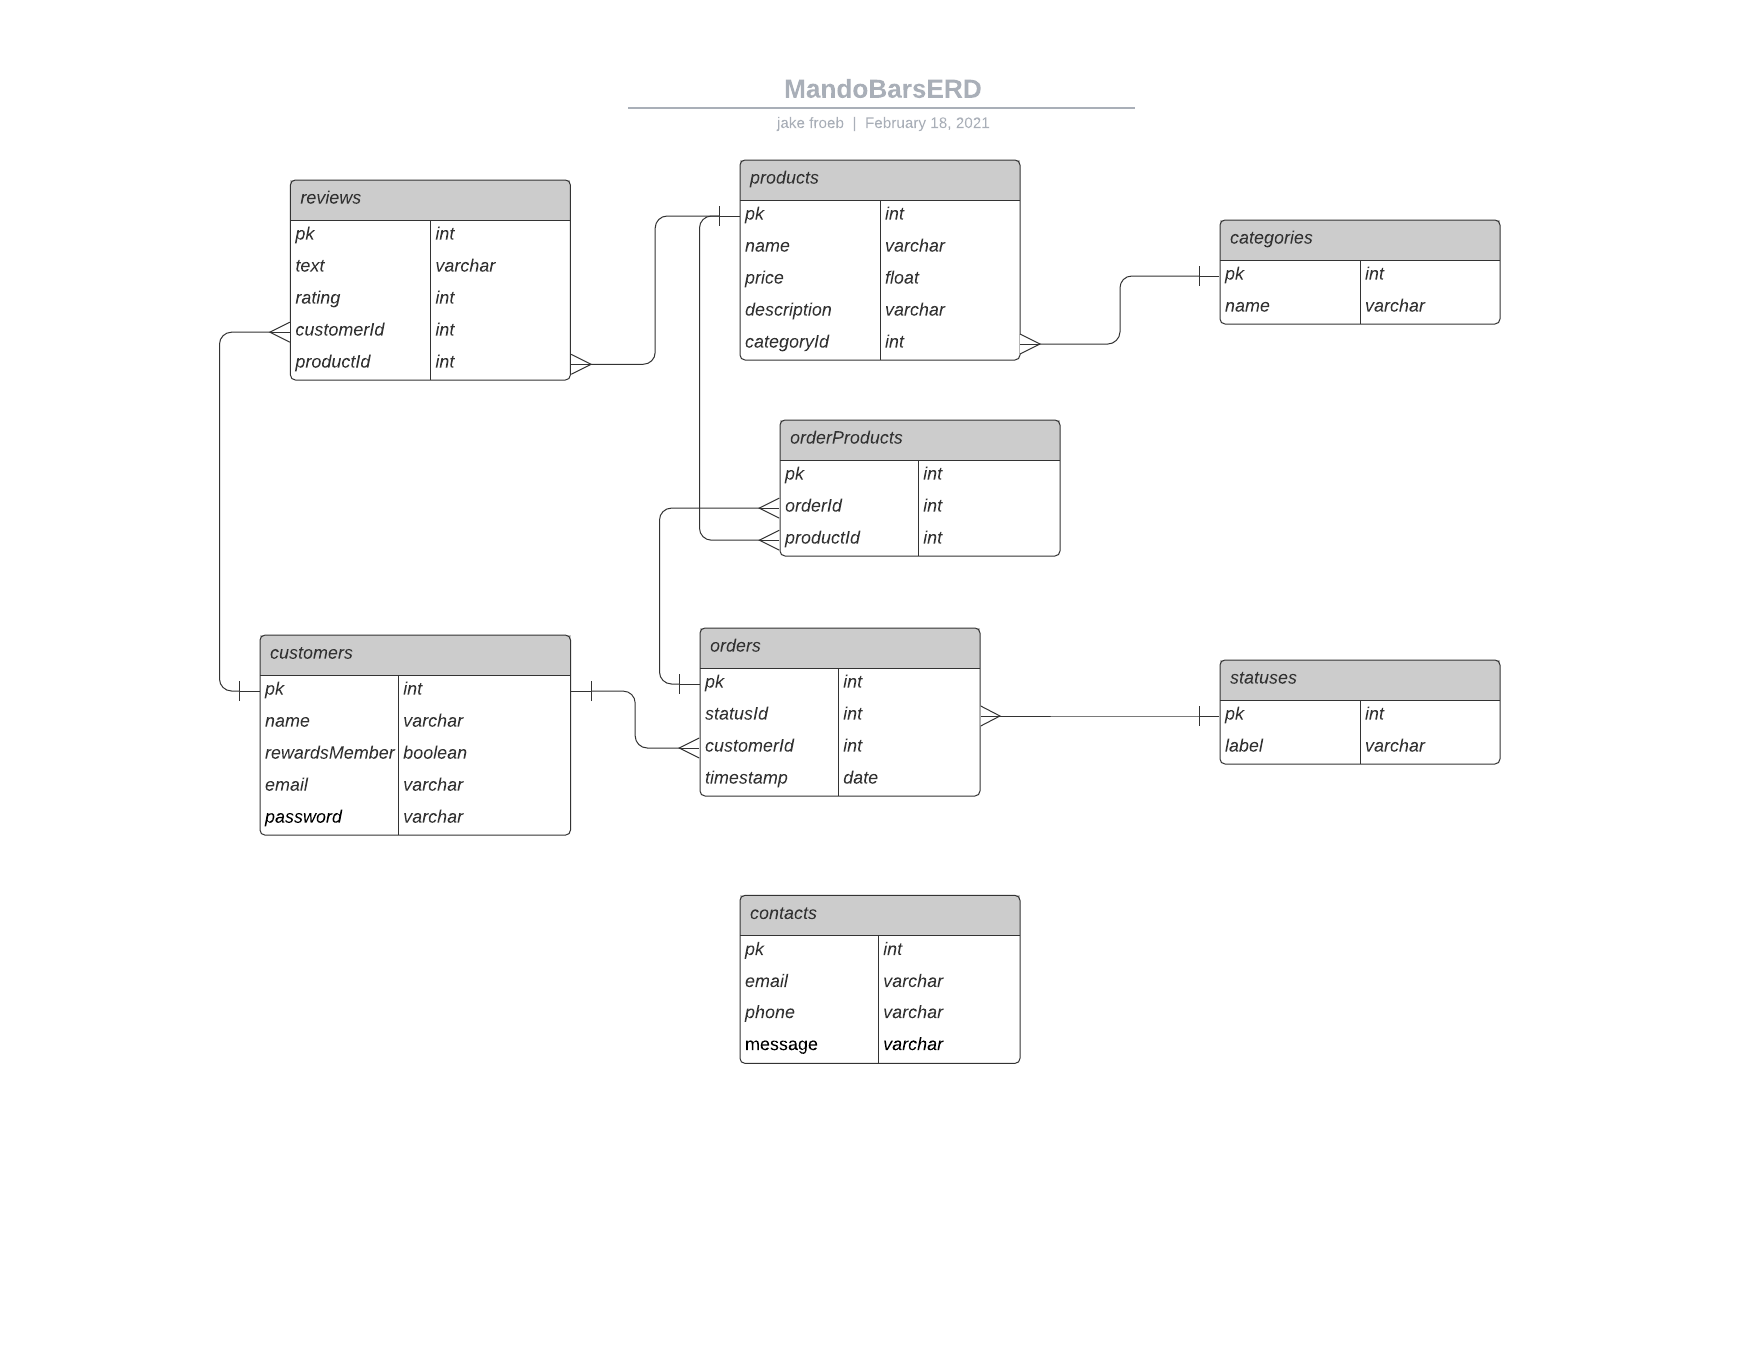 MandoBarsERD
jake froeb | February 18, 2021
reviews
pk int
text varchar
rating int
customerId int
productId int
products
pk int
name varchar
price float
description varchar
categoryId int
categories
pk int
name varchar
orderProducts
pk int
orderId int
productId int
customers
pk int
name varchar
rewardsMember boolean
email varchar
password varchar
orders
pk int
statusId int
customerId int
timestamp date
statuses
pk int
label varchar
contacts
pk int
email varchar
phone varchar
message varchar